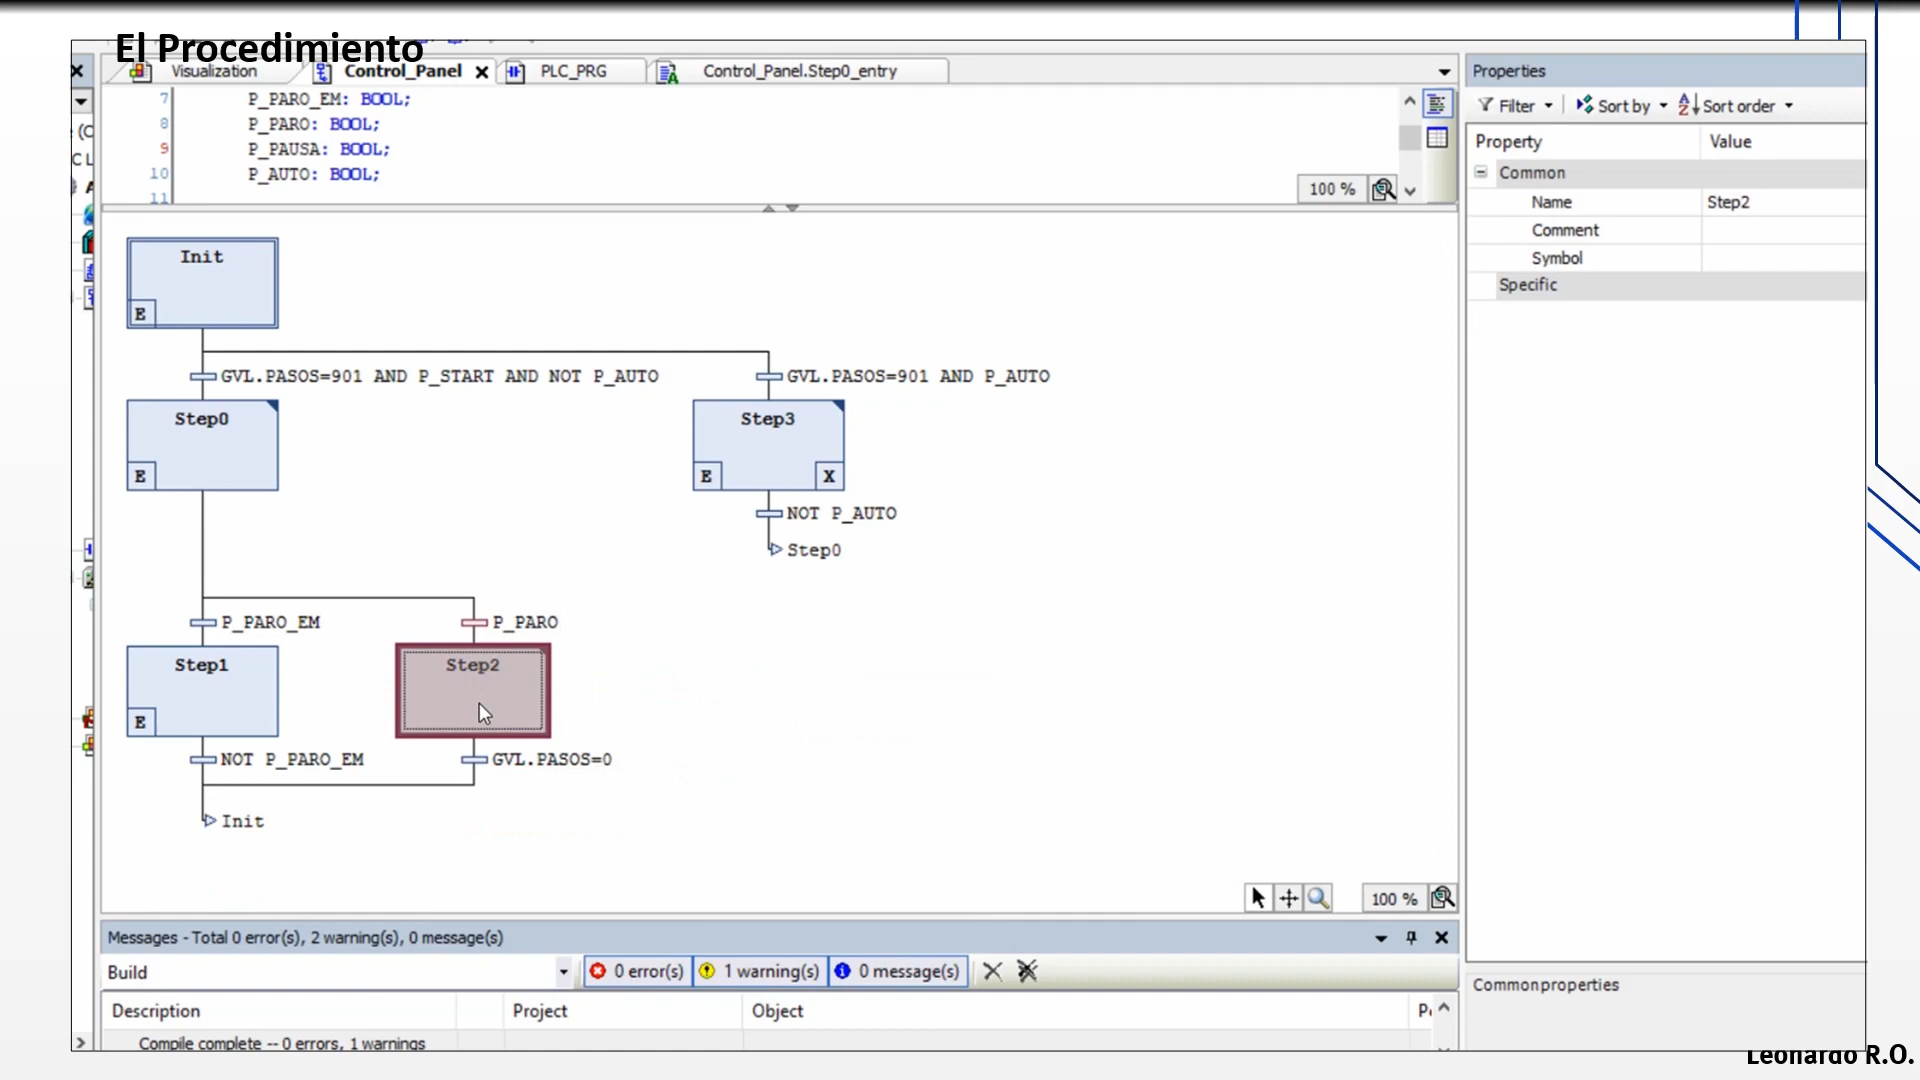 El Procedimiento
Visualization
Control_Panel
PLC_PRG
Control_Panel.Step0_entry
7 P_PARO_EM: BOOL;
8 P_PARO: BOOL;
9 P_PAUSA: BOOL;
10 P_AUTO: BOOL;
11
100 %
Init
E
GVL.PASOS=901 AND P_START AND NOT P_AUTO
GVL.PASOS=901 AND P_AUTO
Step0
E
Step3
E X
NOT P_AUTO
Step0
P_PARO_EM
P_PARO
Step1
E
Step2
NOT P_PARO_EM
GVL.PASOS=0
Init
100 %
Messages - Total 0 error(s), 2 warning(s), 0 message(s)
Build
0 error(s)
1 warning(s)
0 message(s)
Description Project Object
Compile complete -- 0 errors, 1 warnings
Properties
Filter
Sort by
Sort order
Property Value
Common
Name Step2
Comment
Symbol
Specific
Common properties
Leonardo R.O.